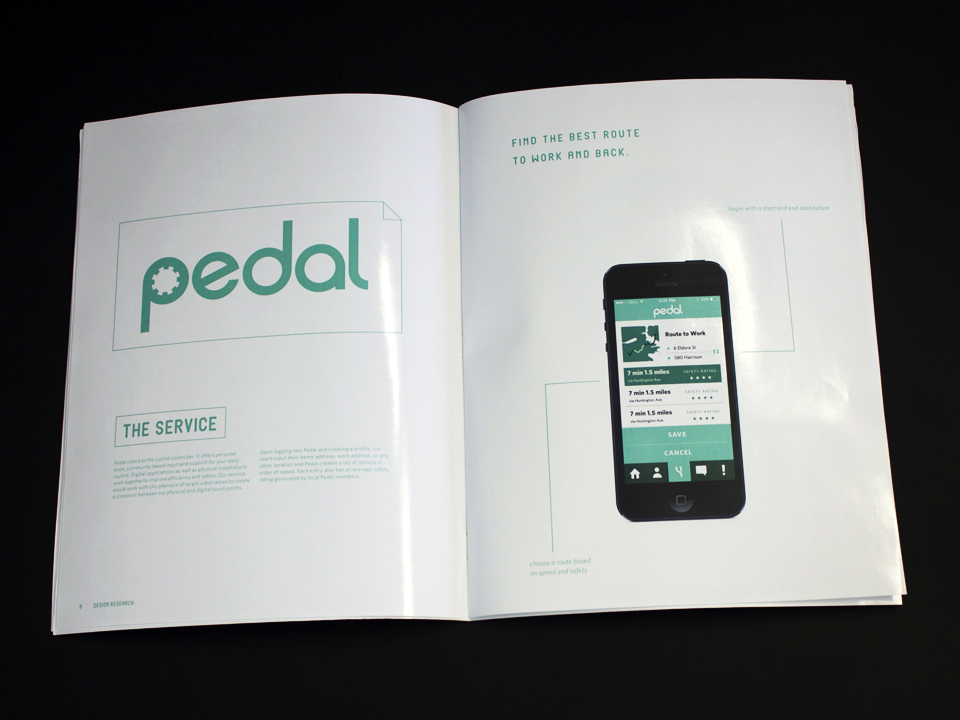 pedal
THE SERVICE
Pedal caters to the cyclist commuter. It offers personal
tools, community based input and support for your daily
routine. Digital applications as well as physical installations
work together to improve efficiency and safety. Our service
would work with city planners of target urban areas to create
a crossover between our physical and digital touch points.
Upon logging into Pedal and creating a profile, our
users input their home address, work address, or any
other location and Pedal creates a list of options in
order of speed. Each entry also has an average safety
rating generated by local Pedal members.
6 DESIGN RESEARCH
FIND THE BEST ROUTE
TO WORK AND BACK.
begin with a start and end destination
pedal
Route to Work
6 Eldora St
580 Harrison
7 min 1.5 miles
SAFETY RATING
via Huntington Ave
7 min 1.5 miles
SAFETY RATING
via Huntington Ave
7 min 1.5 miles
SAFETY RATING
via Huntington Ave
SAVE
CANCEL
choose a route based
on speed and safety